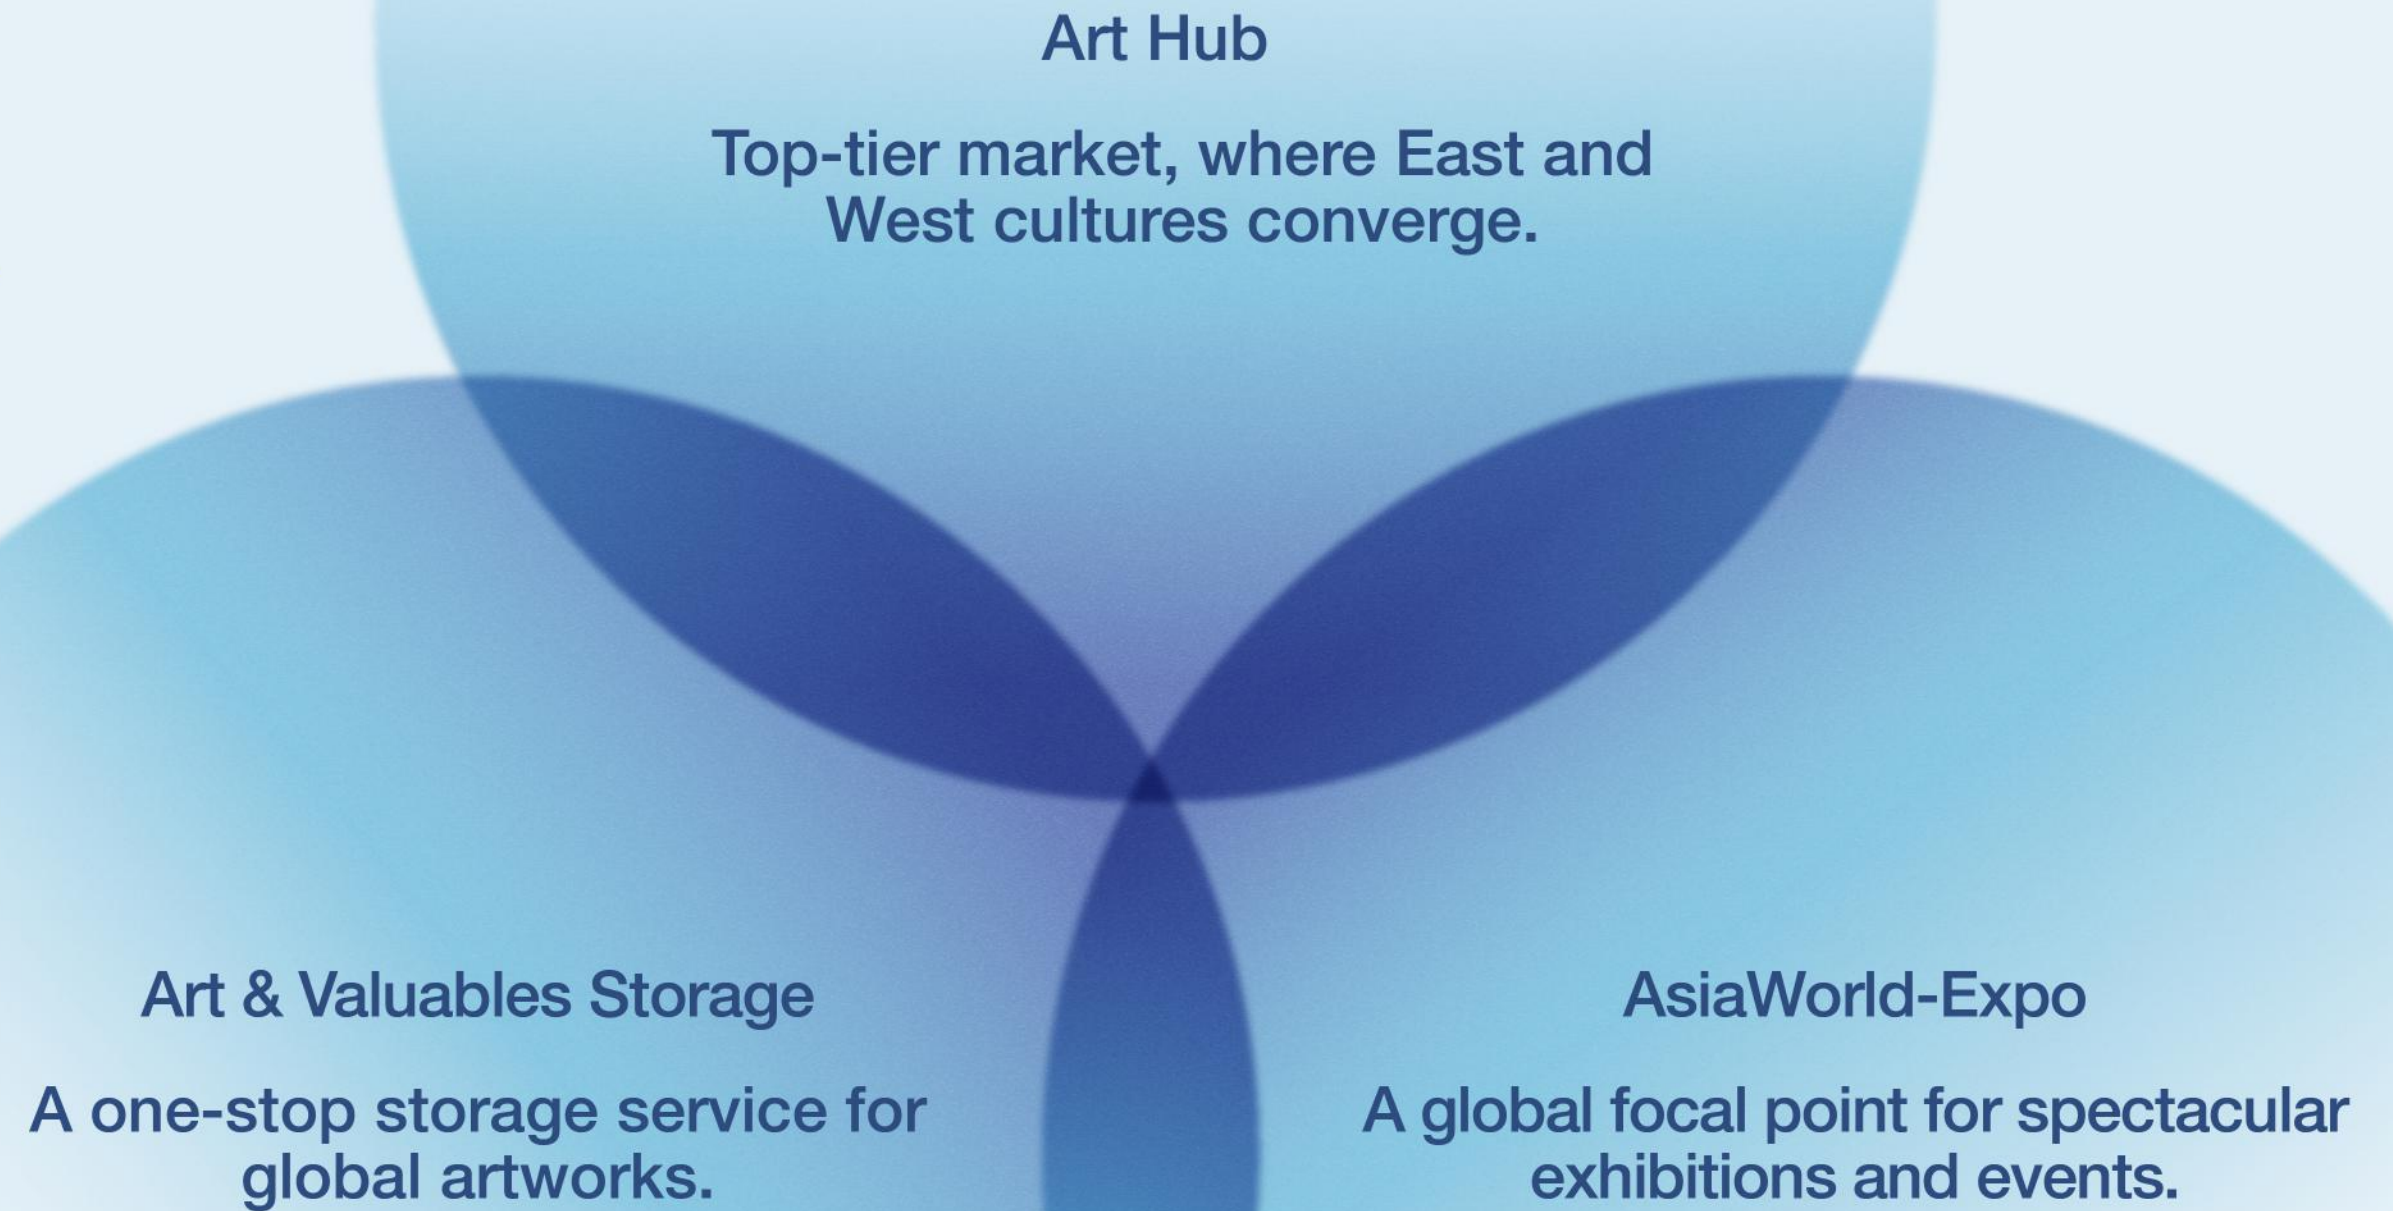 Art Hub
Top-tier market, where East and
West cultures converge.
Art & Valuables Storage
A one-stop storage service for
global artworks.
AsiaWorld-Expo
A global focal point for spectacular
exhibitions and events.